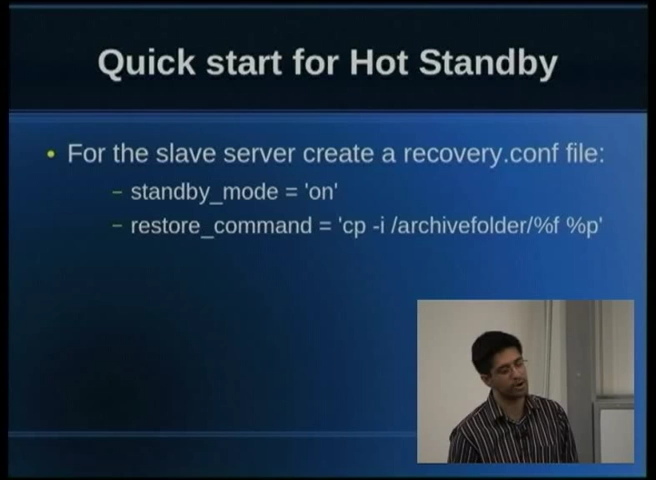 Quick start for Hot Standby
• For the slave server create a recovery.conf file:
– standby_mode = 'on'
– restore_command = 'cp -i /archivefolder/%f %p'